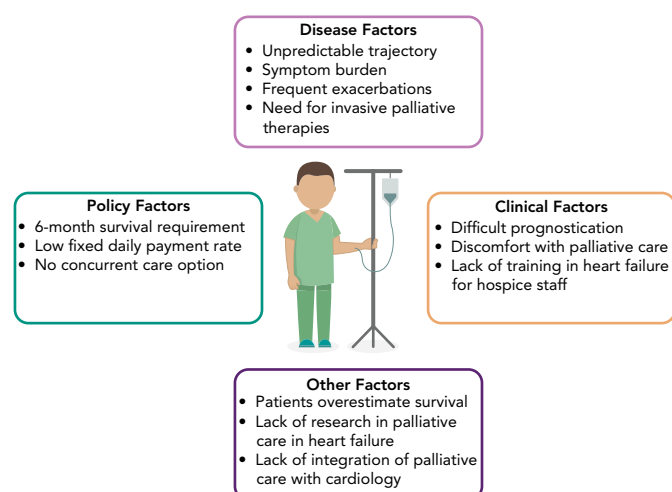 Disease Factors
• Unpredictable trajectory
• Symptom burden
• Frequent exacerbations
• Need for invasive palliative
therapies
Policy Factors
• 6-month survival requirement
• Low fixed daily payment rate
• No concurrent care option
Clinical Factors
• Difficult prognostication
• Discomfort with palliative care
• Lack of training in heart failure
for hospice staff
Other Factors
• Patients overestimate survival
• Lack of research in palliative
care in heart failure
• Lack of integration of palliative
care with cardiology